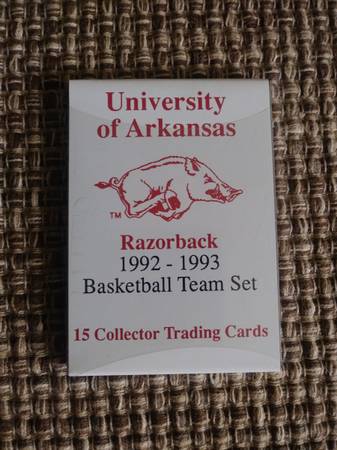 University
of Arkansas
TM
Razorback
1992 - 1993
Basketball Team Set
15 Collector Trading Cards